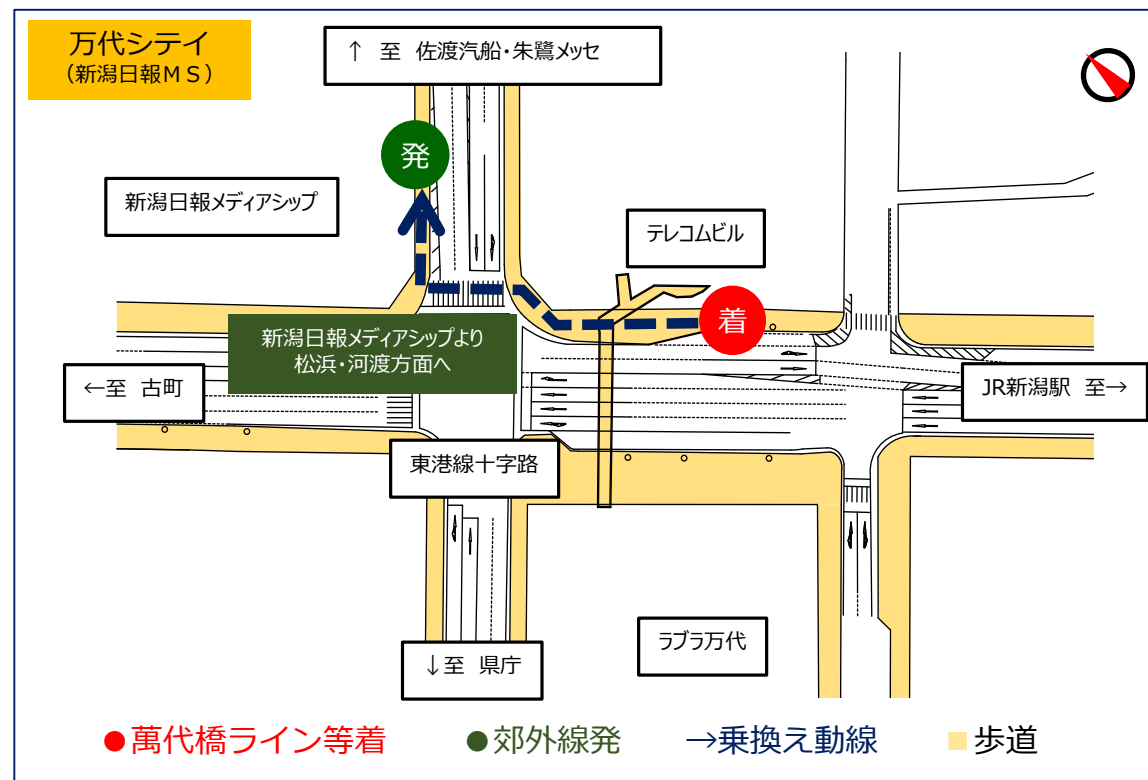 万代シテイ
（新潟日報ＭＳ）
↑ 至 佐渡汽船・朱鷺メッセ
発
新潟日報メディアシップ
テレコムビル
着
新潟日報メディアシップより
松浜・河渡方面へ
←至 古町
JR新潟駅 至→
東港線十字路
ラブラ万代
↓至 県庁
●萬代橋ライン等着 ●郊外線発 →乗換え動線 ■歩道